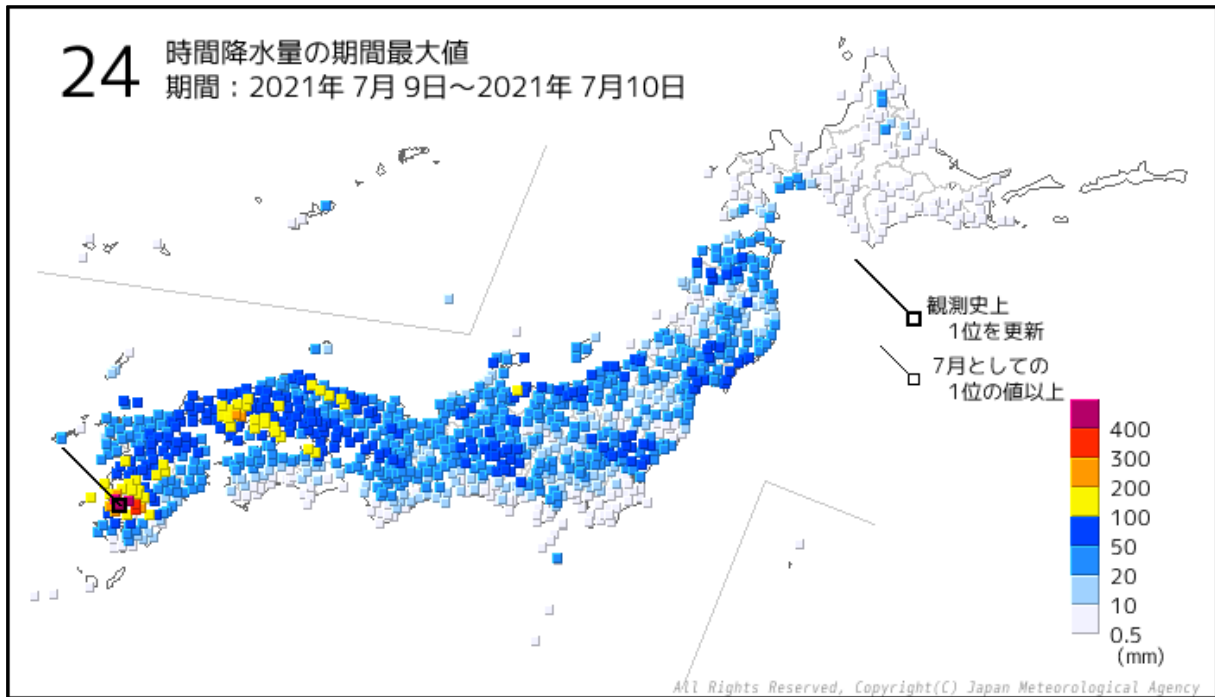 24 時間降水量の期間最大値
期間：2021年 7月 9日～2021年 7月10日
観測史上
1位を更新
7月としての
1位の値以上
400
300
200
100
50
20
10
0.5
(mm)
All Rights Reserved, Copyright(C) Japan Meteorological Agency